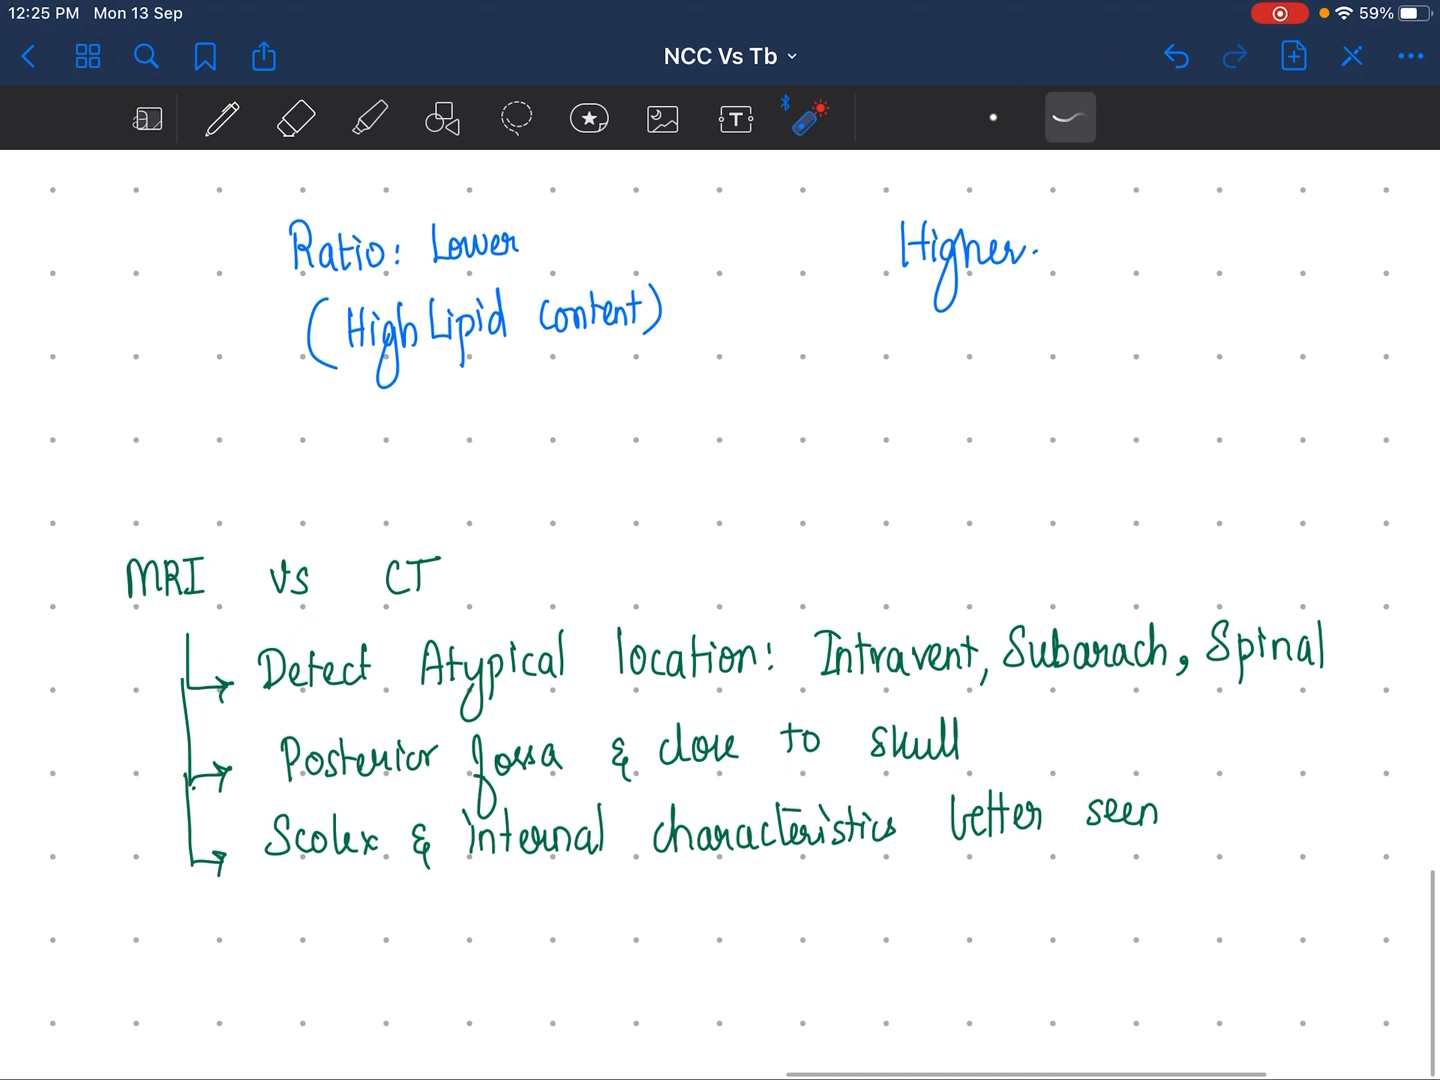 12:25 PM Mon 13 Sep
59%
NCC Vs Tb
T
Ratio: Lower Higher.
(High Lipid content)
MRI vs CT
Detect Atypical location: Intravent, Subarach, Spinal
Posterior fossa & close to skull
Scolex & internal characteristics better seen